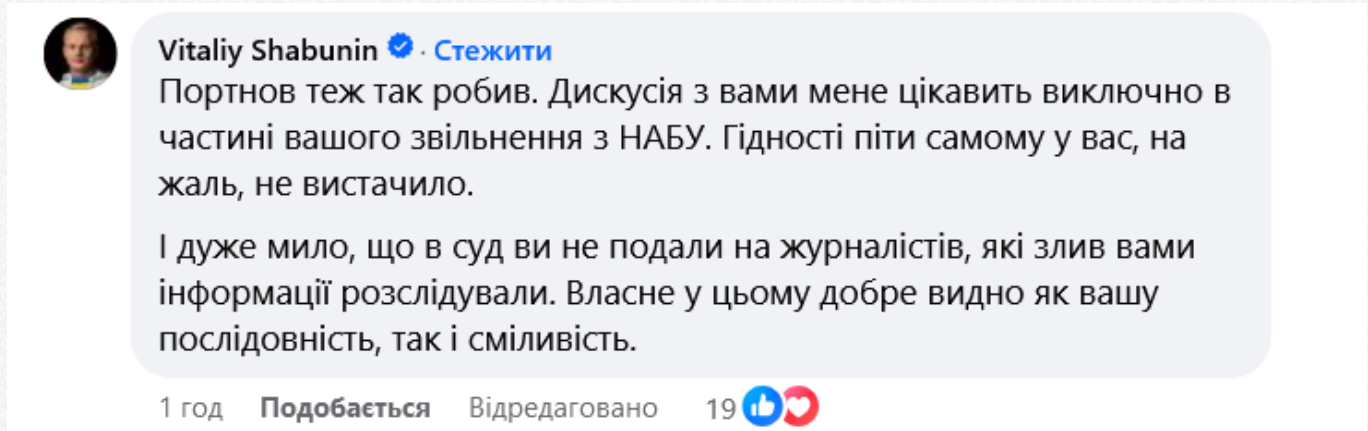 Vitaliy Shabunin · Стежити
Портнов теж так робив. Дискусія з вами мене цікавить виключно в
частині вашого звільнення з НАБУ. Гідності піти самому у вас, на
жаль, не вистачило.
І дуже мило, що в суд ви не подали на журналістів, які злив вами
інформації розслідували. Власне у цьому добре видно як вашу
послідовність, так і сміливість.
1 год Подобається Відредаговано 19